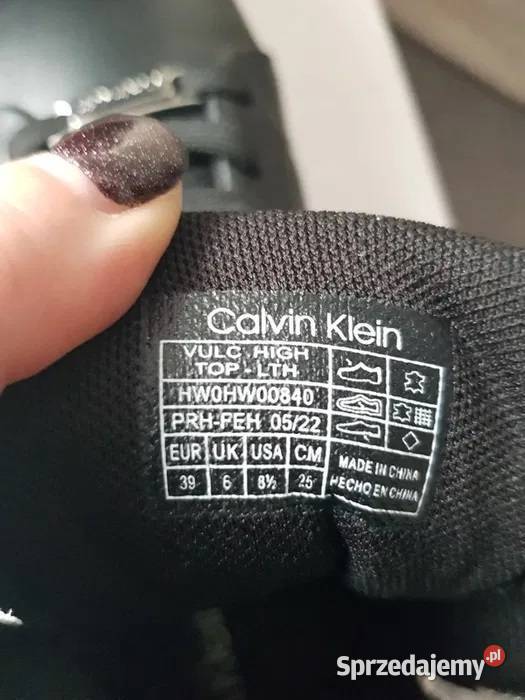 Calvin Klein
VULC HIGH
TOP - LTH
HW0HW00840
PRH-FEH 05/22
EUR UK USA CM
39 6 8½ 25
MADE IN CHINA
HECHO EN CHINA
Sprzedajemy.pl